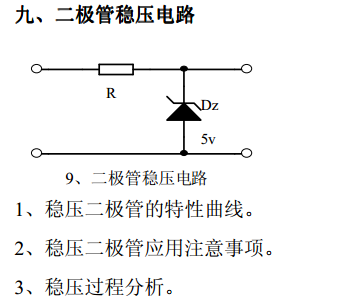 九、二极管稳压电路
R
Dz
5v
9、二极管稳压电路
1、稳压二极管的特性曲线。
2、稳压二极管应用注意事项。
3、稳压过程分析。